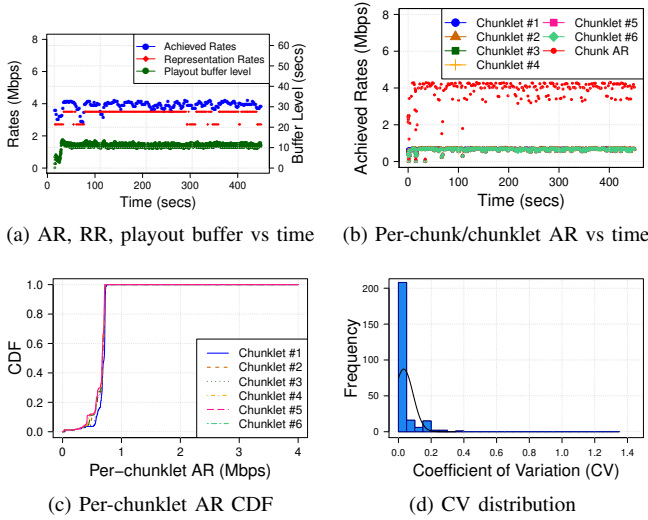 Achieved Rates
Representation Rates
Playout buffer level
Rates (Mbps)
0 2 4 6 8
Buffer Level (secs)
0 10 20 30 40 50 60
0 100 200 300 400
Time (secs)
(a) AR, RR, playout buffer vs time
Chunklet #1
Chunklet #2
Chunklet #3
Chunklet #4
Chunklet #5
Chunklet #6
Chunk AR
Achieved Rates (Mbps)
0 2 4 6 8
0 100 200 300 400
Time (secs)
(b) Per-chunk/chunklet AR vs time
CDF
0.0 0.2 0.4 0.6 0.8 1.0
Chunklet #1
Chunklet #2
Chunklet #3
Chunklet #4
Chunklet #5
Chunklet #6
0 1 2 3 4
Per−chunklet AR (Mbps)
(c) Per-chunklet AR CDF
Frequency
0 50 100 150 200
0.0 0.2 0.4 0.6 0.8 1.0 1.2 1.4
Coefficient of Variation (CV)
(d) CV distribution